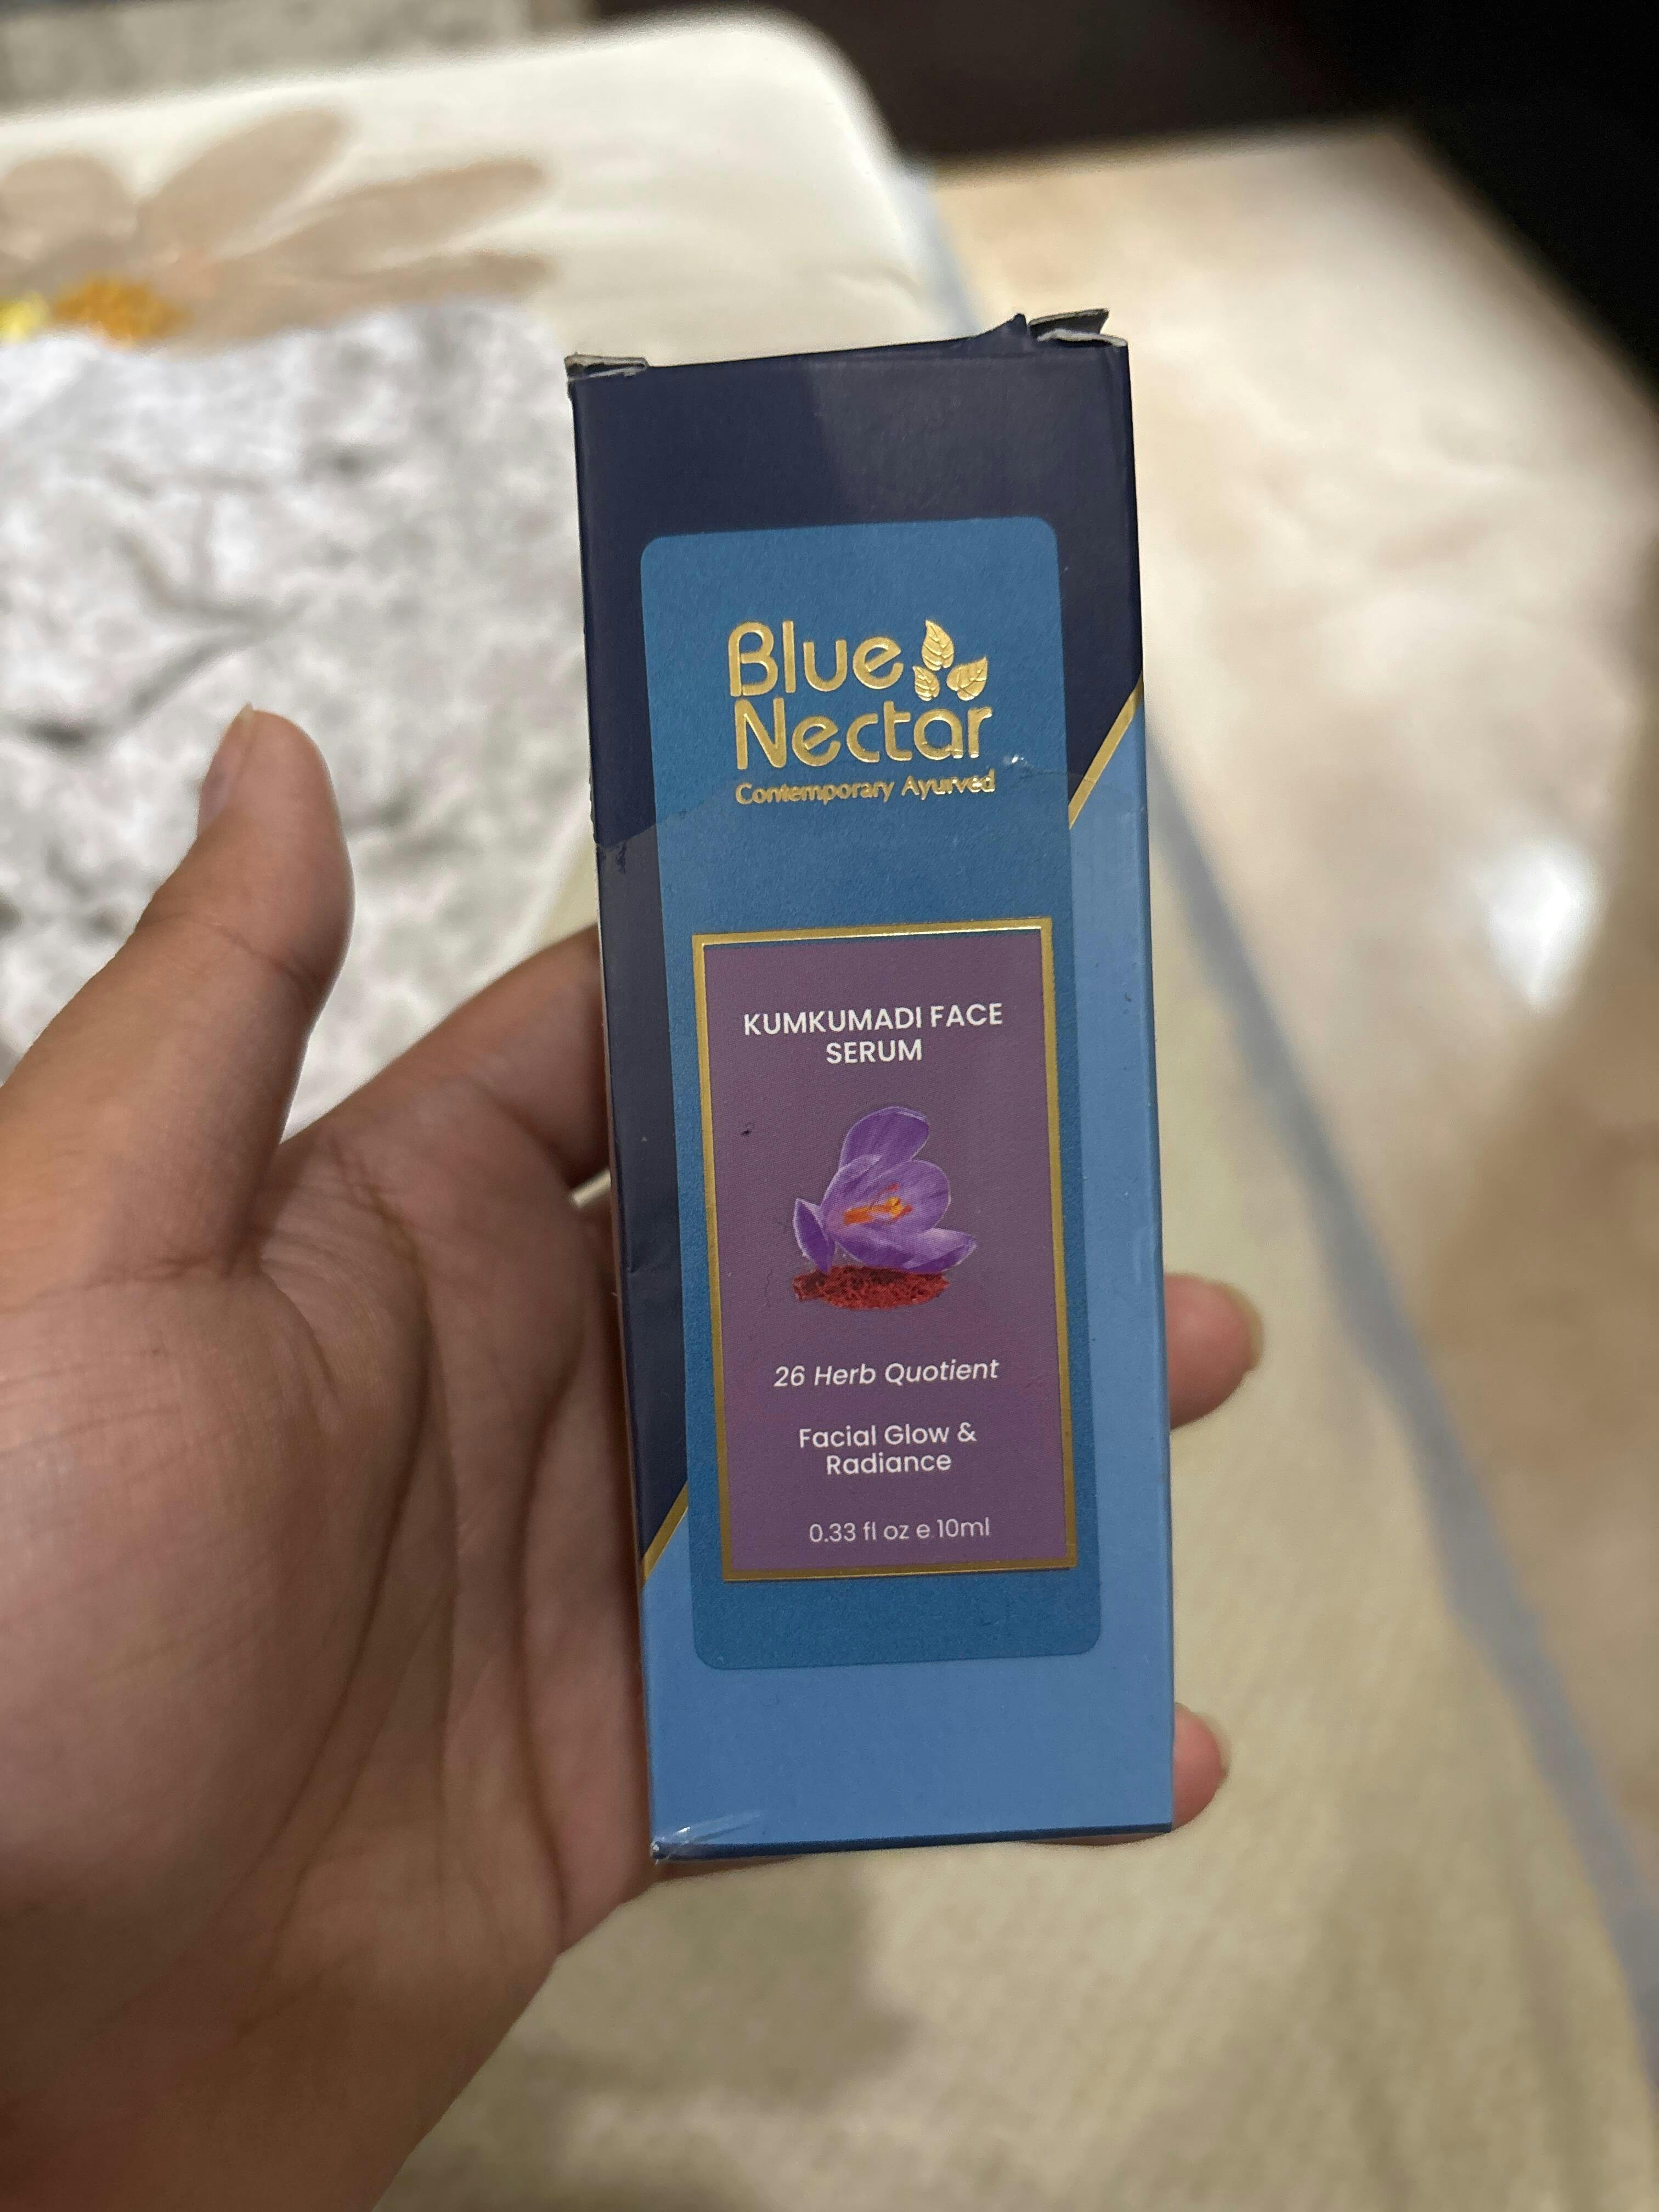 Blue
Nectar
Contemporary Ayurved
KUMKUMADI FACE
SERUM
26 Herb Quotient
Facial Glow &
Radiance
0.33 fl oz e 10ml